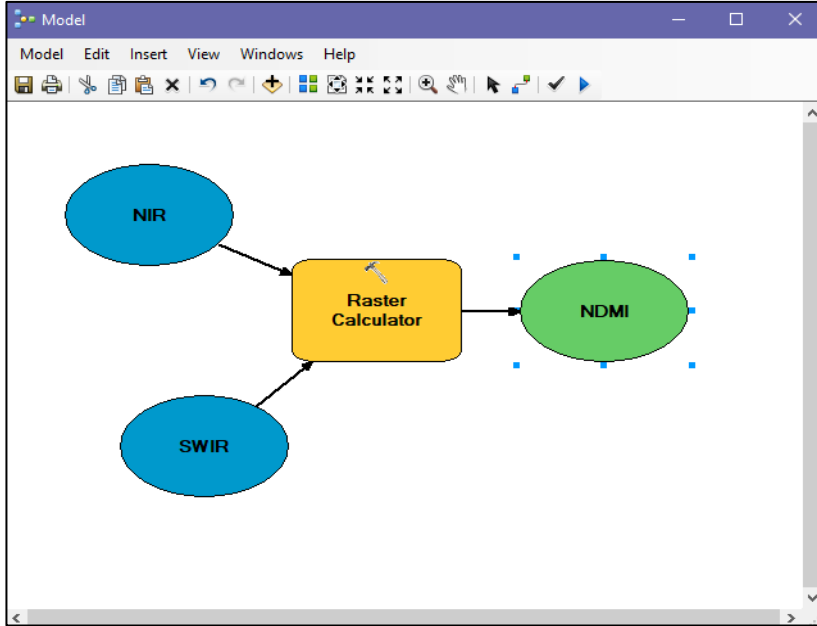 Model
Model Edit Insert View Windows Help
NIR
Raster
Calculator
NDMI
SWIR